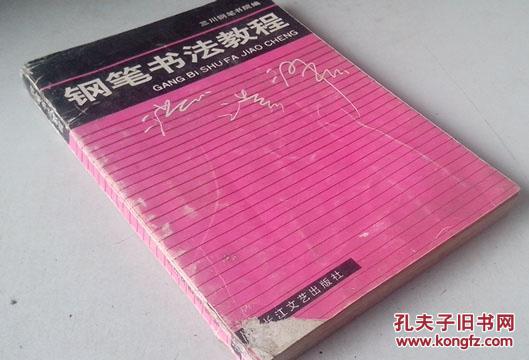 三川钢笔书院编
钢笔书法教程
GANG BI SHU FA JIAO CHENG
长江文艺出版社
孔夫子旧书网
www.kongfz.com